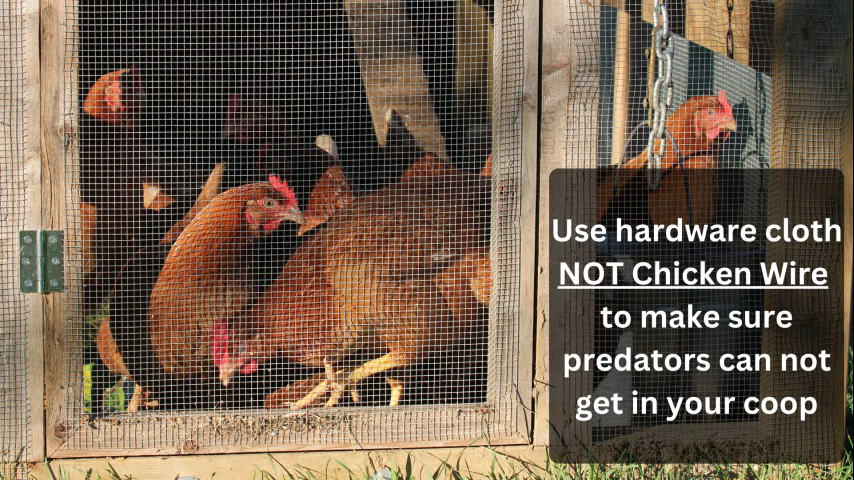 Use hardware cloth
NOT Chicken Wire
to make sure
predators can not
get in your coop